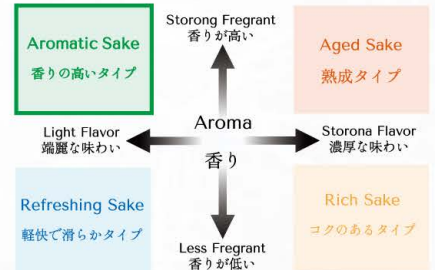 Storong Fregrant
香りが高い
Aromatic Sake
香りの高いタイプ
Aged Sake
熟成タイプ
Light Flavor
端麗な味わい
Aroma
香り
Storona Flavor
濃厚な味わい
Refreshing Sake
軽快で滑らかタイプ
Rich Sake
コクのあるタイプ
Less Fregrant
香りが低い